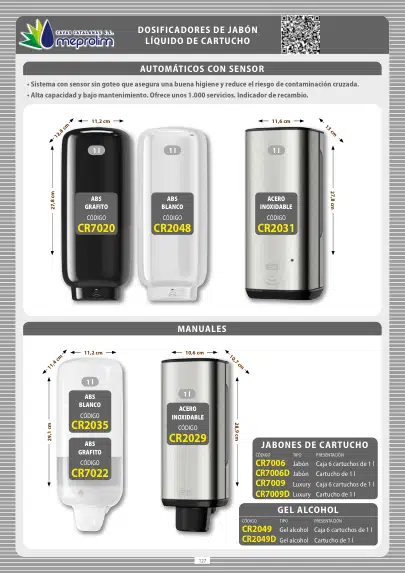 CAFÉS CATALANAS S.L.
meprolim
DOSIFICADORES DE JABÓN
LÍQUIDO DE CARTUCHO
AUTOMÁTICOS CON SENSOR
• Sistema con sensor sin goteo que asegura una buena higiene y reduce el riesgo de contaminación cruzada.
• Alta capacidad y bajo mantenimiento. Ofrece unos 1.000 servicios. Indicador de recambio.
12,8 cm
11,2 cm
27,8 cm
1 l
ABS
GRAFITO
CÓDIGO
CR7020
1 l
ABS
BLANCO
CÓDIGO
CR2048
11,6 cm
13 cm
27,8 cm
1 l
ACERO
INOXIDABLE
CÓDIGO
CR2031
MANUALES
11,4 cm
11,2 cm
29,1 cm
1 l
ABS
BLANCO
CÓDIGO
CR2035
ABS
GRAFITO
CÓDIGO
CR7022
10,6 cm
10,7 cm
28,9 cm
1 l
ACERO
INOXIDABLE
CÓDIGO
CR2029
JABONES DE CARTUCHO
CÓDIGO TIPO PRESENTACIÓN
CR7006 Jabón Caja 6 cartuchos de 1 l
CR7006D Jabón Cartucho de 1 l
CR7009 Luxury Caja 6 cartuchos de 1 l
CR7009D Luxury Cartucho de 1 l
GEL ALCOHOL
CÓDIGO TIPO PRESENTACIÓN
CR2049 Gel alcohol Caja 6 cartuchos de 1 l
CR2049D Gel alcohol Cartucho de 1 l
127